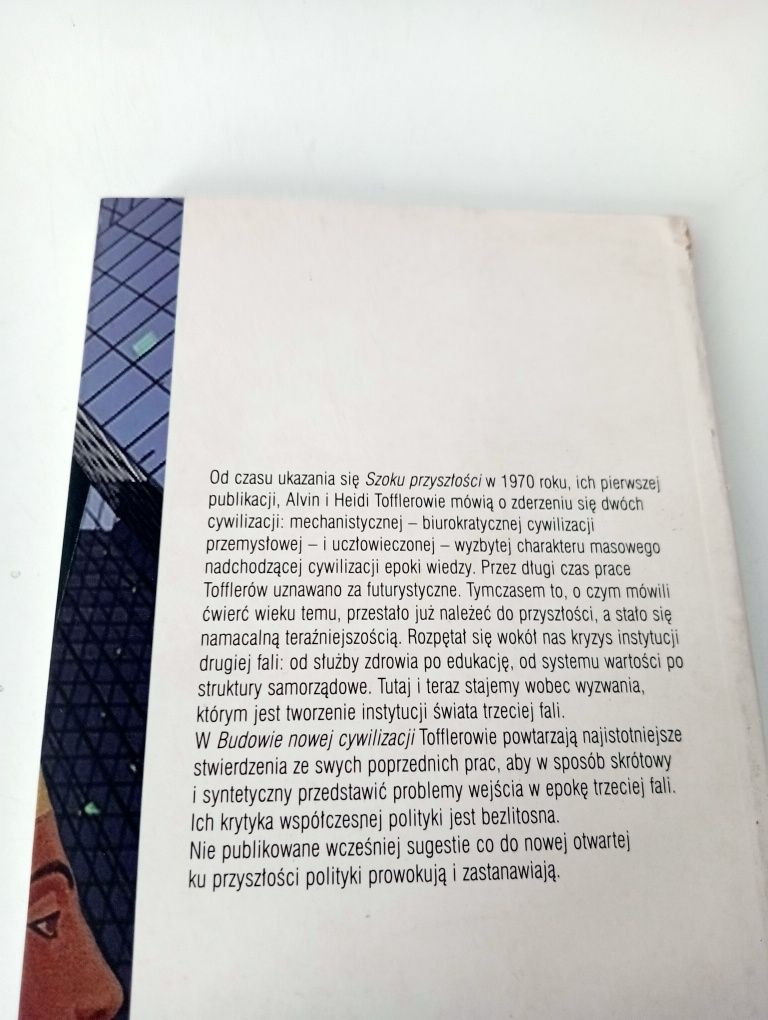 Od czasu ukazania się Szoku przyszłości w 1970 roku, ich pierwszej
publikacji, Alvin i Heidi Tofflerowie mówią o zderzeniu się dwóch
cywilizacji: mechanistycznej – biurokratycznej cywilizacji
przemysłowej – i uczłowieczonej – wyzbytej charakteru masowego
nadchodzącej cywilizacji epoki wiedzy. Przez długi czas prace
Tofflerów uznawano za futurystyczne. Tymczasem to, o czym mówili
ćwierć wieku temu, przestało już należeć do przyszłości, a stało się
namacalną teraźniejszością. Rozpętał się wokół nas kryzys instytucji
drugiej fali: od służby zdrowia po edukację, od systemu wartości po
struktury samorządowe. Tutaj i teraz stajemy wobec wyzwania,
którym jest tworzenie instytucji świata trzeciej fali.
W Budowie nowej cywilizacji Tofflerowie powtarzają najistotniejsze
stwierdzenia ze swych poprzednich prac, aby w sposób skrótowy
i syntetyczny przedstawić problemy wejścia w epokę trzeciej fali.
Ich krytyka współczesnej polityki jest bezlitosna.
Nie publikowane wcześniej sugestie co do nowej otwartej
ku przyszłości polityki prowokują i zastanawiają.